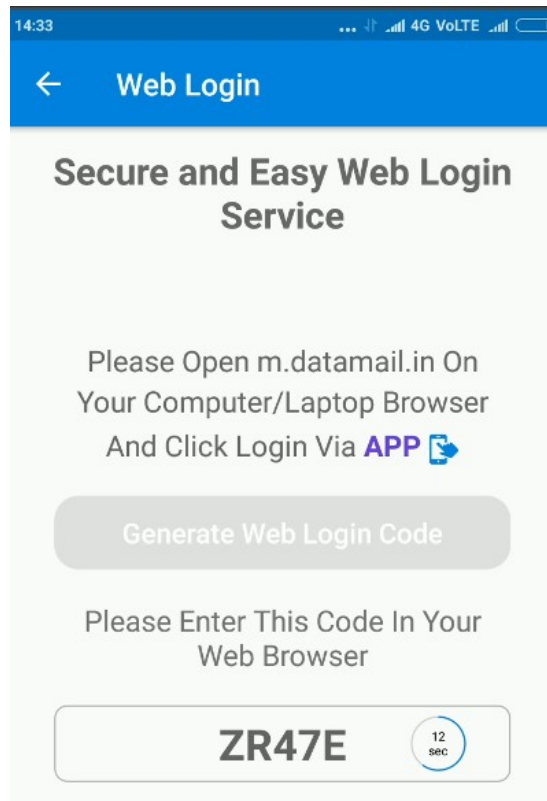 14:33 ... 4G VoLTE
Web Login
Secure and Easy Web Login
Service
Please Open m.datamail.in On
Your Computer/Laptop Browser
And Click Login Via APP
Generate Web Login Code
Please Enter This Code In Your
Web Browser
ZR47E 12
sec